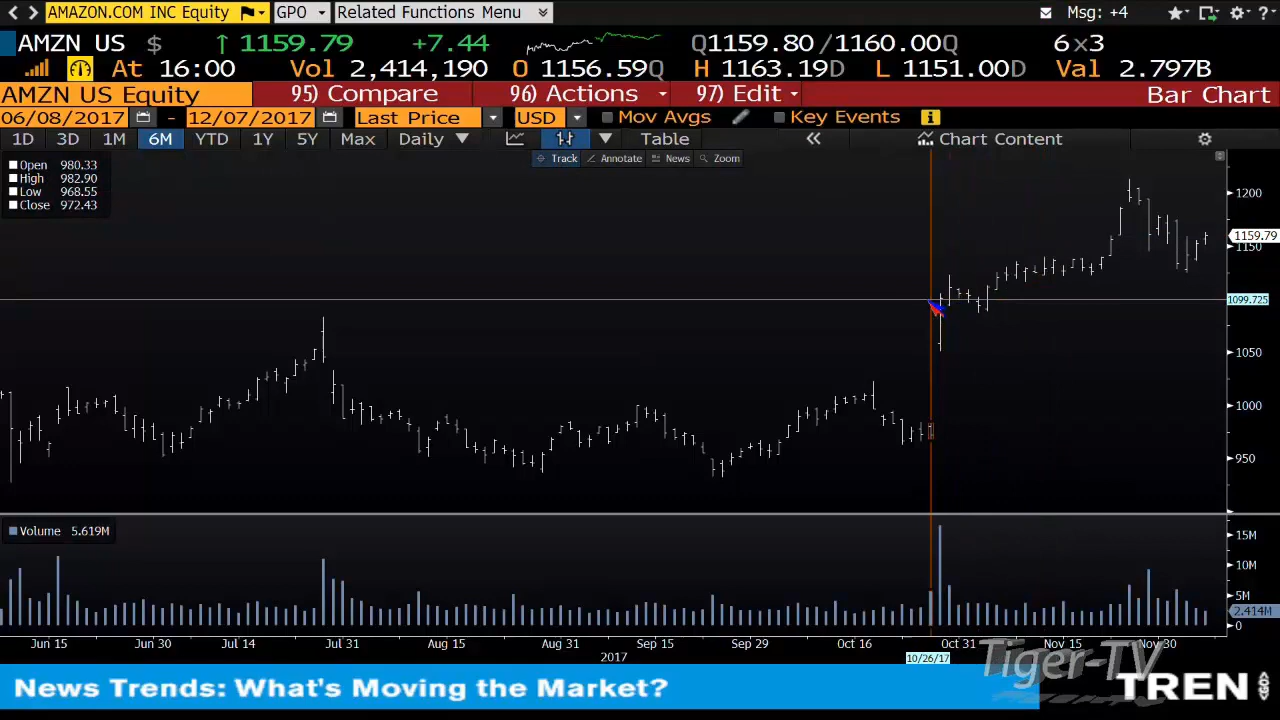 AMAZON.COM INC Equity GPO Related Functions Menu Msg: +4
AMZN US $ ↑ 1159.79 +7.44 Q1159.80/1160.00Q 6x3
At 16:00 Vol 2,414,190 O 1156.59Q H 1163.19D L 1151.00D Val 2.797B
AMZN US Equity 95) Compare 96) Actions 97) Edit Bar Chart
06/08/2017 - 12/07/2017 Last Price USD Mov Avgs Key Events
1D 3D 1M 6M YTD 1Y 5Y Max Daily Table « Chart Content
Track Annotate News Zoom
Open 980.33
High 982.90
Low 968.55
Close 972.43
1200
1159.79
1150
1099.725
1050
1000
950
Volume 5.619M
15M
10M
5M
2.414M
0
Jun 15 Jun 30 Jul 14 Jul 31 Aug 15 Aug 31 Sep 15 Sep 29 Oct 16 Oct 31 Nov 15 Nov 30
2017
10/26/17
Tiger-TV
News Trends: What's Moving the Market?
TREN